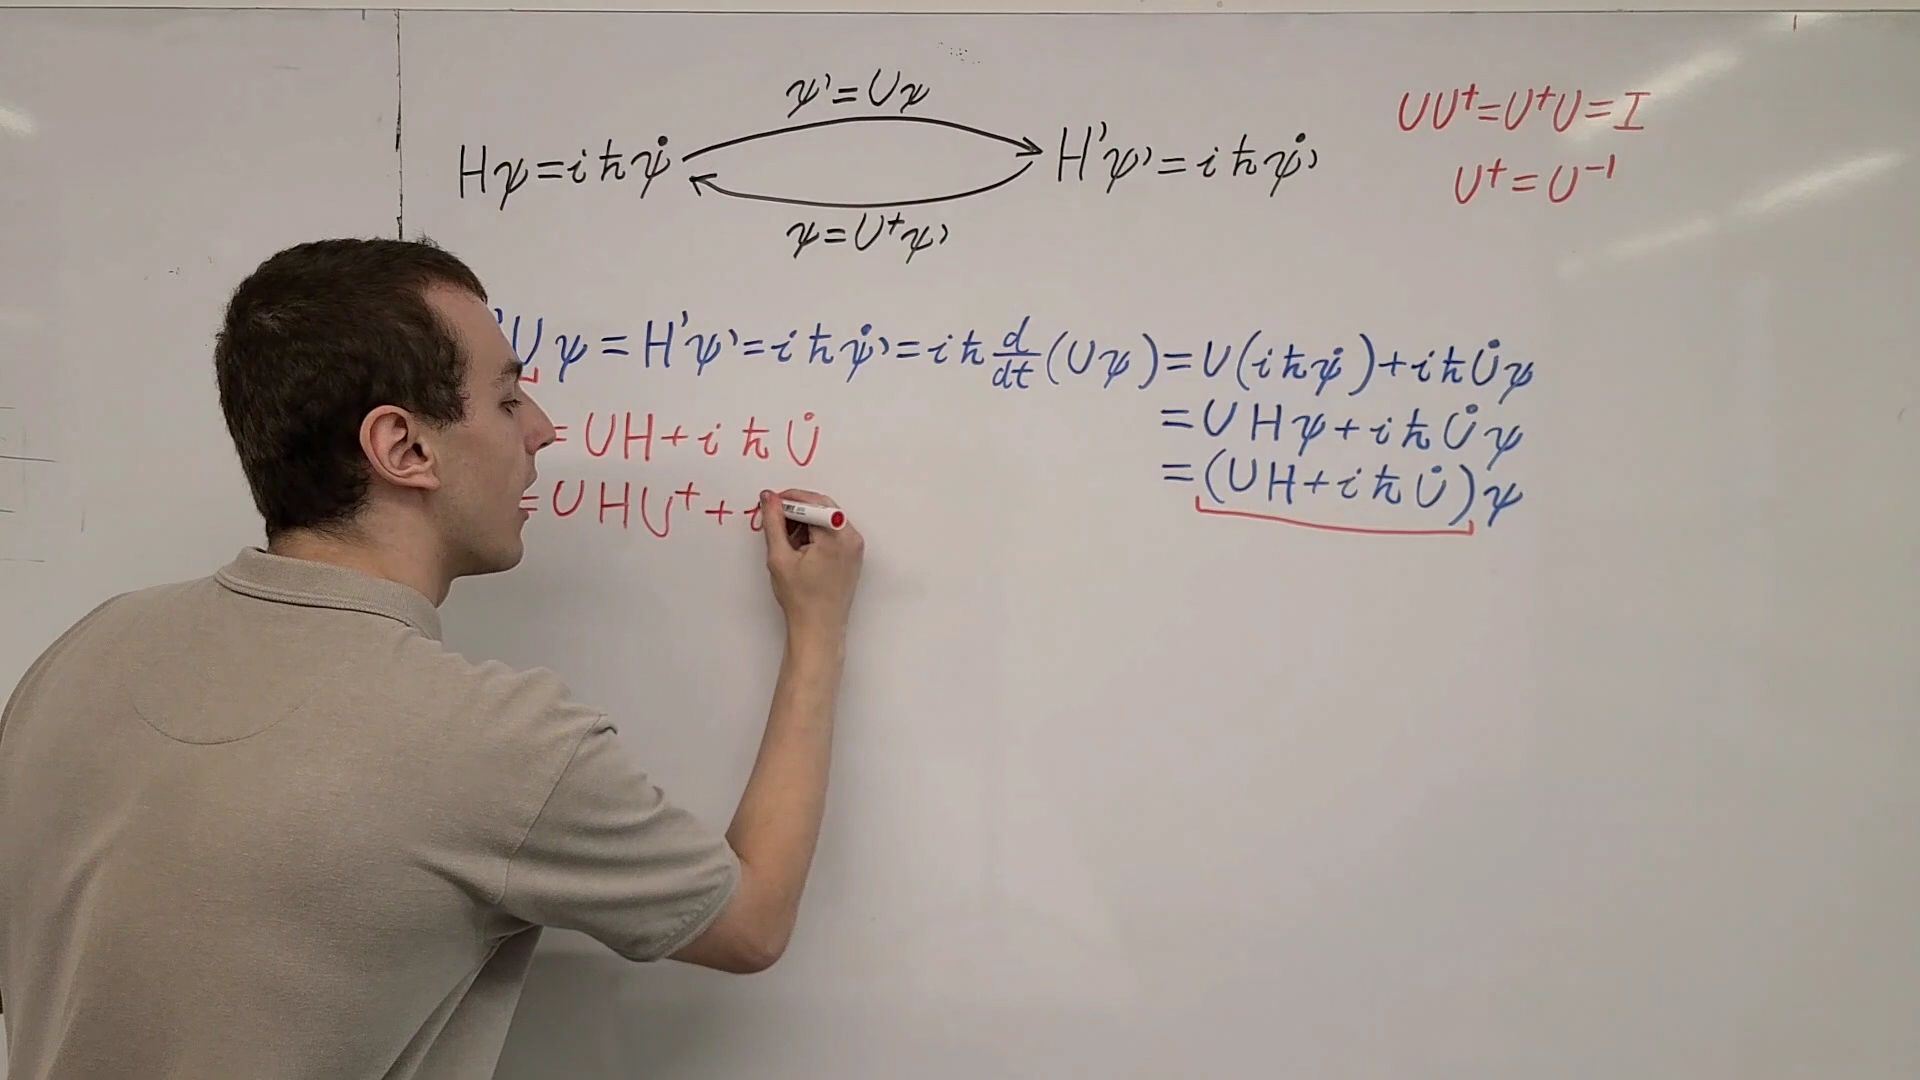 ψ'=Uψ
Hψ=iħψ̇
H'ψ'=iħψ̇'
ψ=U†ψ'
UU†=U†U=I
U†=U⁻¹
'Uψ=H'ψ'=iħψ̇'=iħ d/dt (Uψ)=U(iħψ̇)+iħU̇ψ
=UHψ+iħU̇ψ
=(UH+iħU̇)ψ
=UH+iħU̇
=UHU†+i